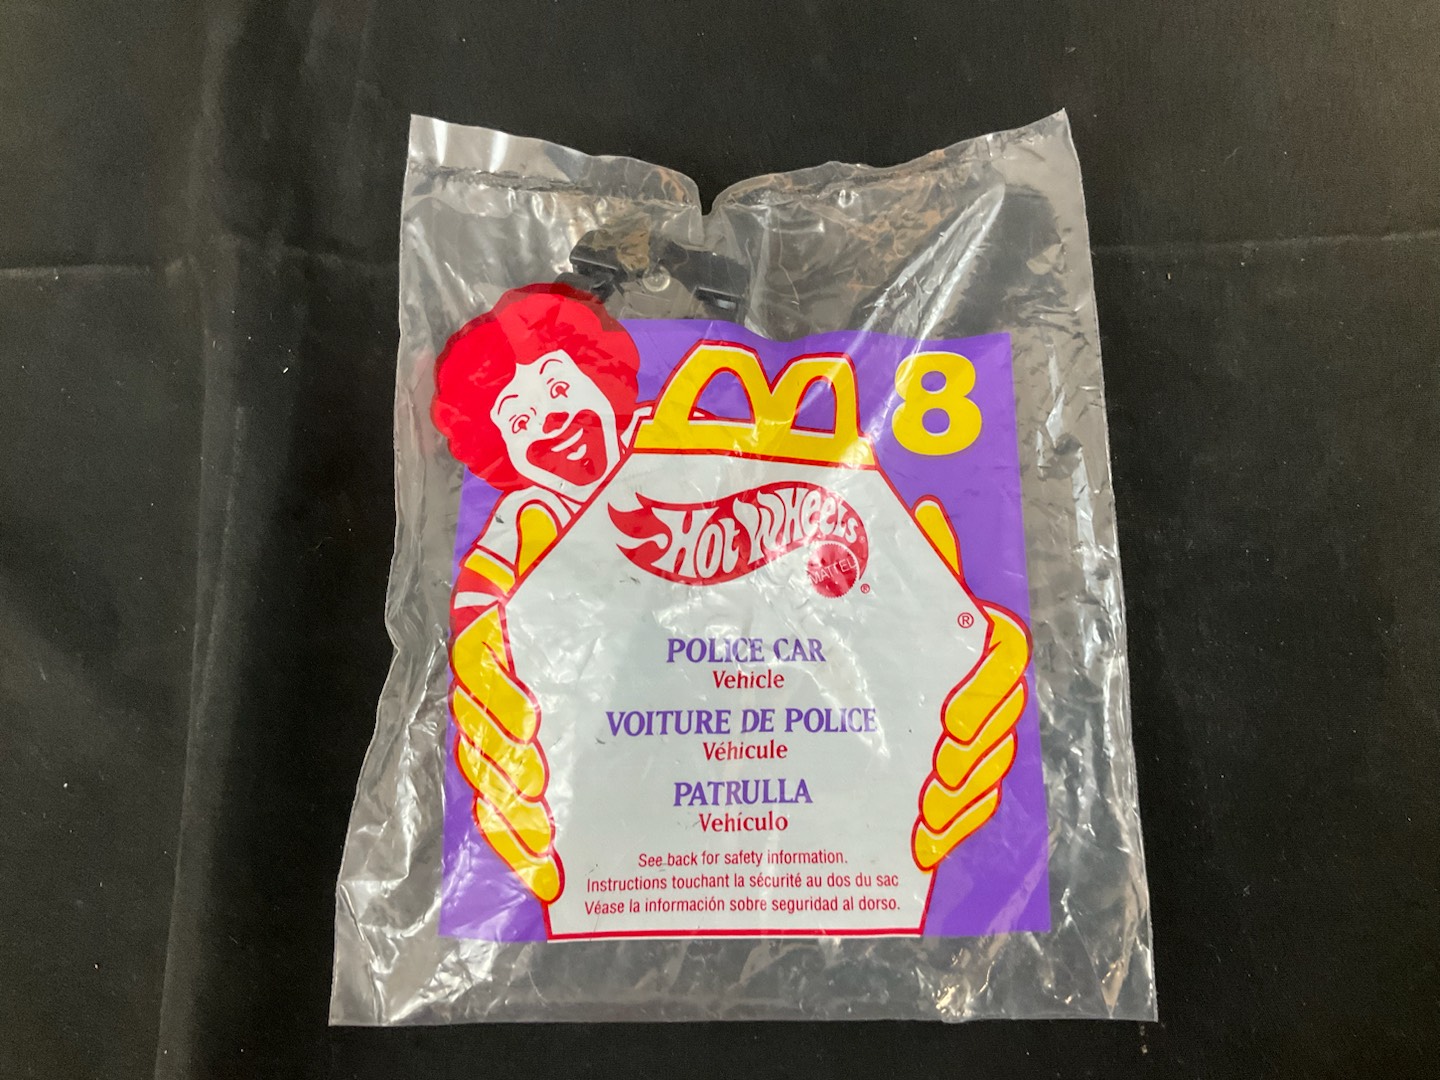 8
Hot Wheels
MATTEL
®
®
POLICE CAR
Vehicle
VOITURE DE POLICE
Véhicule
PATRULLA
Vehículo
See back for safety information.
Instructions touchant la sécurité au dos du sac
Véase la información sobre seguridad al dorso.